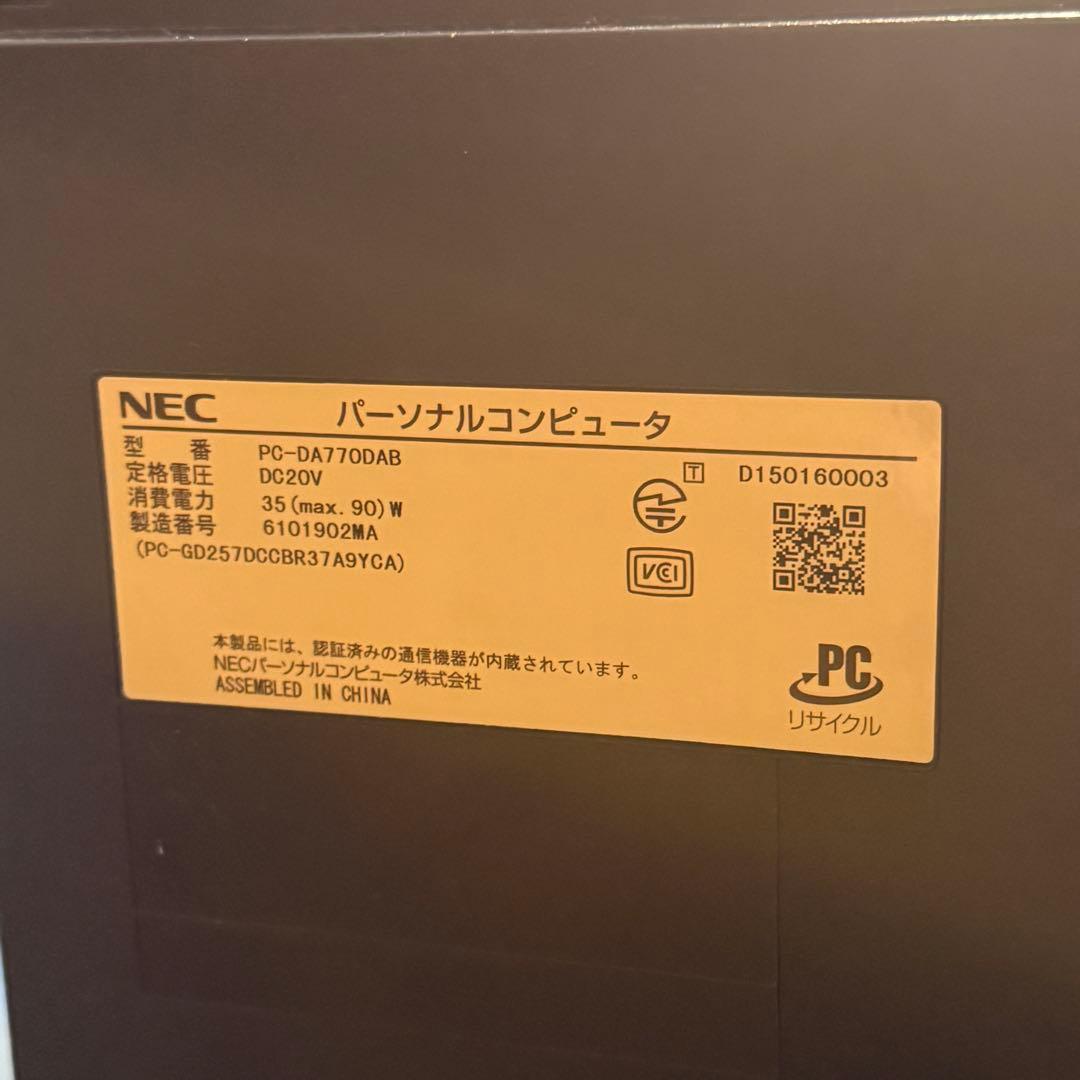 NEC パーソナルコンピュータ
型 番 PC-DA770DAB
定格電圧 DC20V
消費電力 35(max. 90)W
製造番号 6101902MA
(PC-GD257DCCBR37A9YCA)
T D150160003
VCI
本製品には、認証済みの通信機器が内蔵されています。
NECパーソナルコンピュータ株式会社
ASSEMBLED IN CHINA
PC
リサイクル